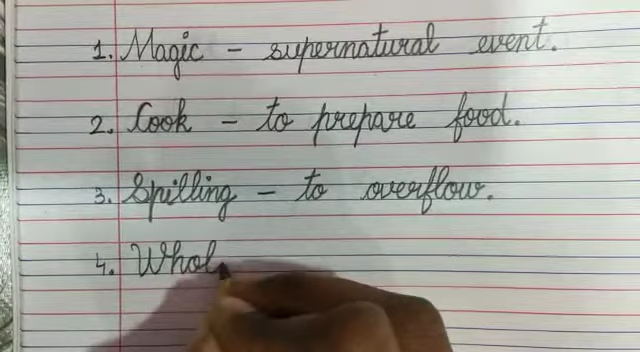 1. Magic - supernatural event.
2. Cook - to prepare food.
3. Spilling - to overflow.
4. Whol